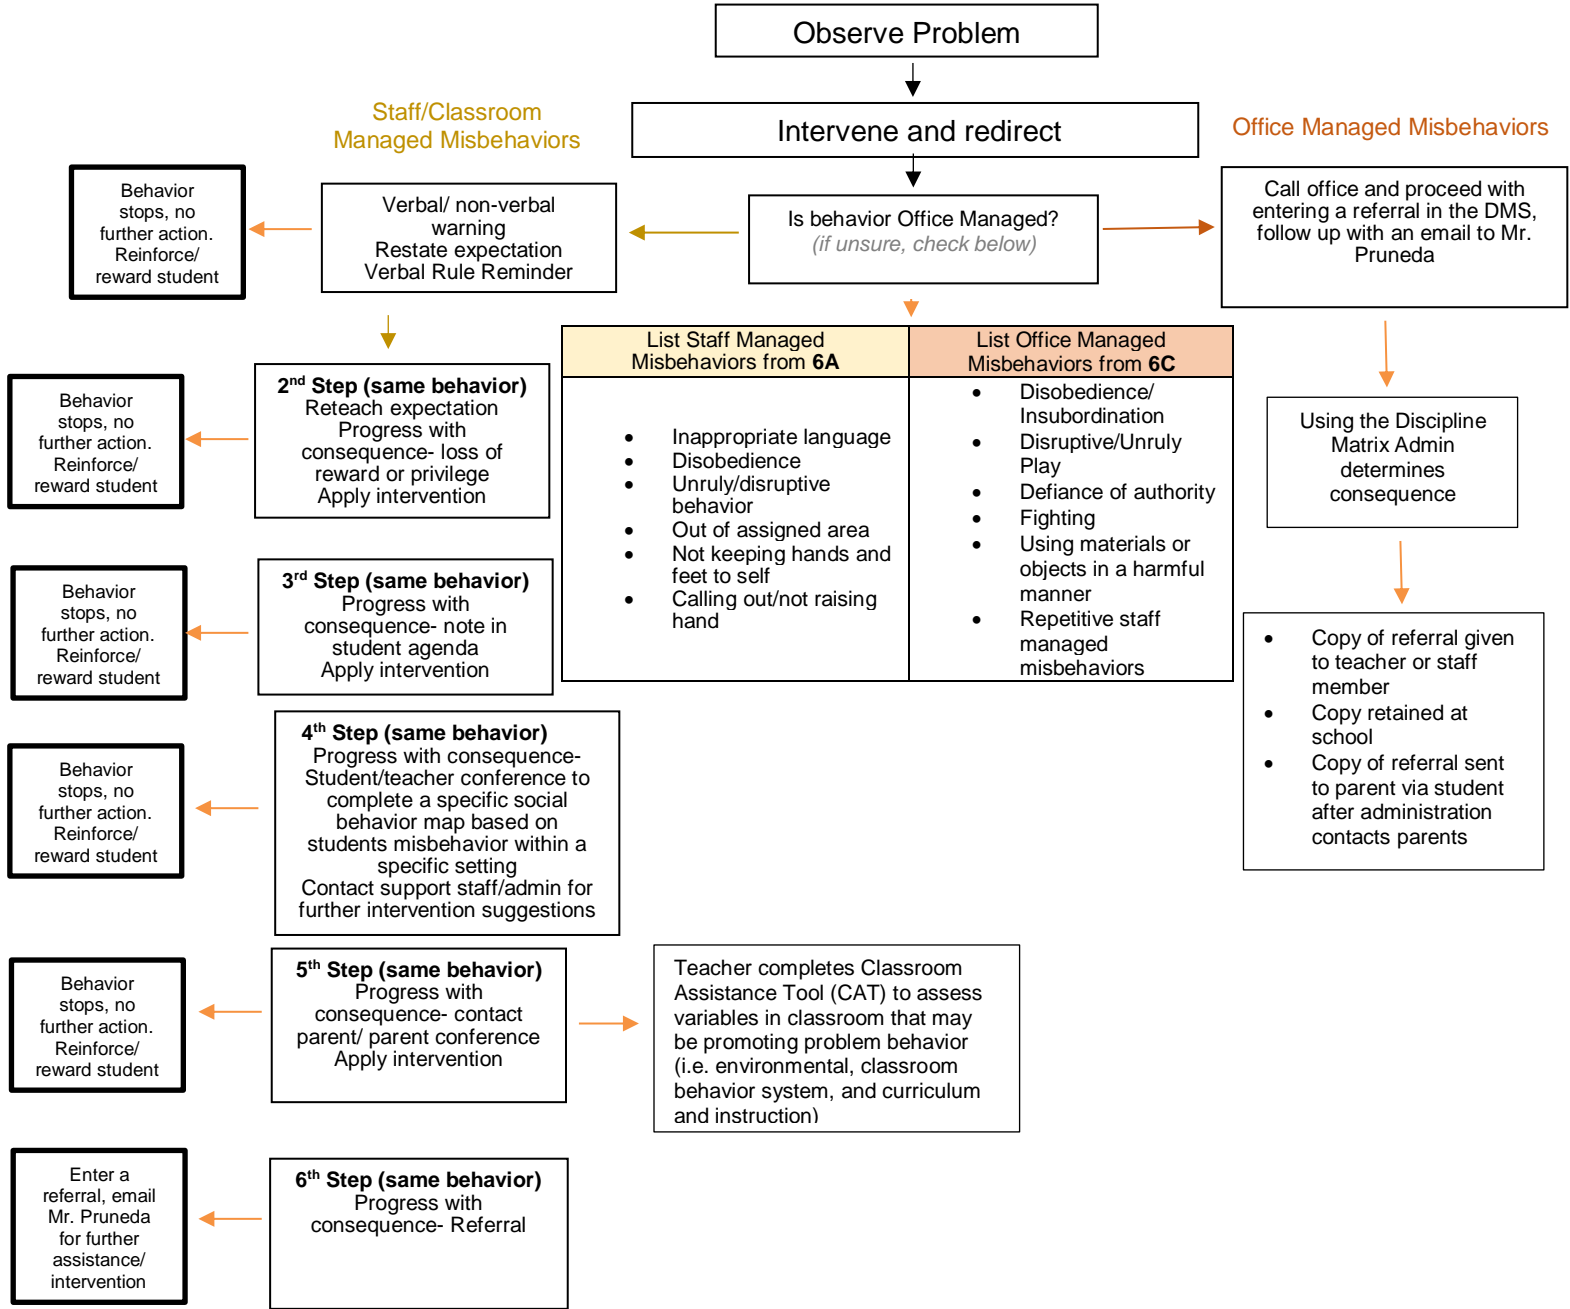 Observe Problem
Intervene and redirect
Staff/Classroom
Managed Misbehaviors
Office Managed Misbehaviors
Behavior
stops, no
further action.
Reinforce/
reward student
Verbal/ non-verbal
warning
Restate expectation
Verbal Rule Reminder
Is behavior Office Managed?
(if unsure, check below)
Call office and proceed with
entering a referral in the DMS,
follow up with an email to Mr.
Pruneda
List Staff Managed
Misbehaviors from 6A
• Inappropriate language
• Disobedience
• Unruly/disruptive
behavior
• Out of assigned area
• Not keeping hands and
feet to self
• Calling out/not raising
hand
List Office Managed
Misbehaviors from 6C
• Disobedience/
Insubordination
• Disruptive/Unruly
Play
• Defiance of authority
• Fighting
• Using materials or
objects in a harmful
manner
• Repetitive staff
managed
misbehaviors
Using the Discipline
Matrix Admin
determines
consequence
• Copy of referral given
to teacher or staff
member
• Copy retained at
school
• Copy of referral sent
to parent via student
after administration
contacts parents
Behavior
stops, no
further action.
Reinforce/
reward student
2nd Step (same behavior)
Reteach expectation
Progress with
consequence- loss of
reward or privilege
Apply intervention
Behavior
stops, no
further action.
Reinforce/
reward student
3rd Step (same behavior)
Progress with
consequence- note in
student agenda
Apply intervention
Behavior
stops, no
further action.
Reinforce/
reward student
4th Step (same behavior)
Progress with consequence-
Student/teacher conference to
complete a specific social
behavior map based on
students misbehavior within a
specific setting
Contact support staff/admin for
further intervention suggestions
Behavior
stops, no
further action.
Reinforce/
reward student
5th Step (same behavior)
Progress with
consequence- contact
parent/ parent conference
Apply intervention
Teacher completes Classroom
Assistance Tool (CAT) to assess
variables in classroom that may
be promoting problem behavior
(i.e. environmental, classroom
behavior system, and curriculum
and instruction)
Enter a
referral, email
Mr. Pruneda
for further
assistance/
intervention
6th Step (same behavior)
Progress with
consequence- Referral